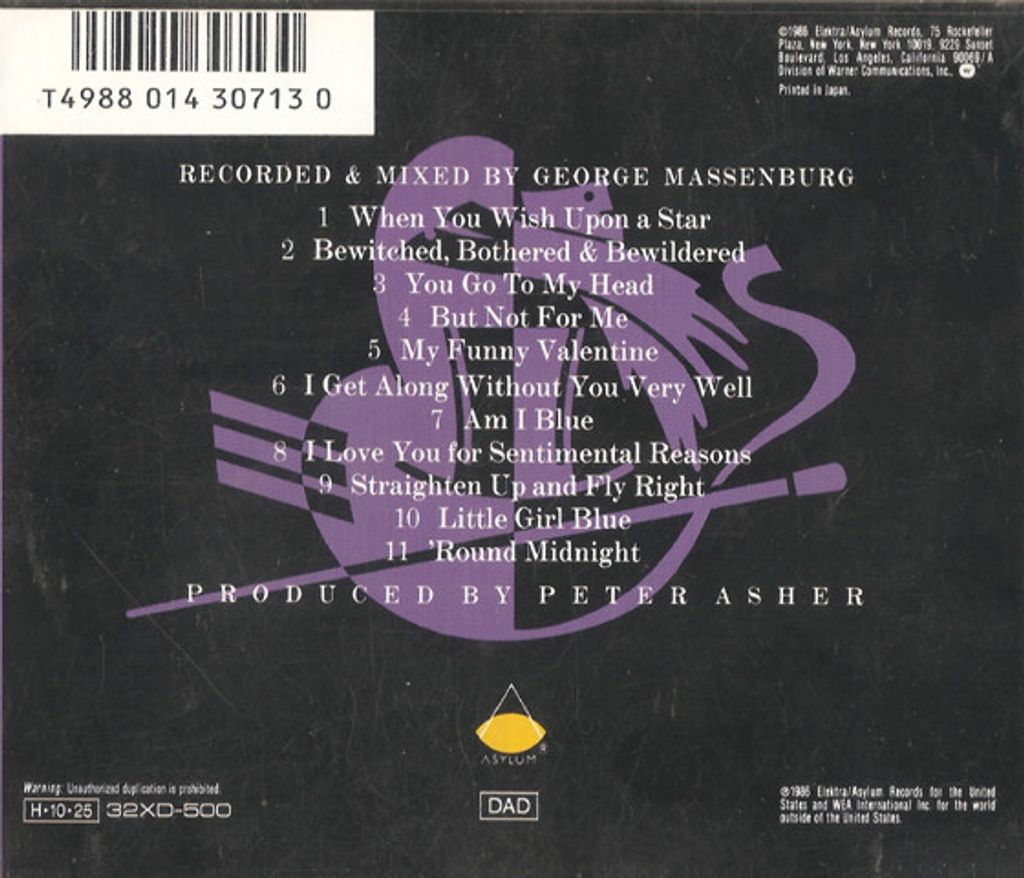 T4988 014 30713 0
©1986 Elektra/Asylum Records, 75 Rockefeller
Plaza, New York, New York 10019, 9229 Sunset
Boulevard, Los Angeles, California 90069/A
Division of Warner Communications, Inc.
Printed in Japan.
RECORDED & MIXED BY GEORGE MASSENBURG
1 When You Wish Upon a Star
2 Bewitched, Bothered & Bewildered
3 You Go To My Head
4 But Not For Me
5 My Funny Valentine
6 I Get Along Without You Very Well
7 Am I Blue
8 I Love You for Sentimental Reasons
9 Straighten Up and Fly Right
10 Little Girl Blue
11 'Round Midnight
PRODUCED BY PETER ASHER
ASYLUM®
Warning: Unauthorized duplication is prohibited.
H·10·25 32XD-500
DAD
℗1986 Elektra/Asylum Records for the United
States and WEA International Inc. for the world
outside of the United States.